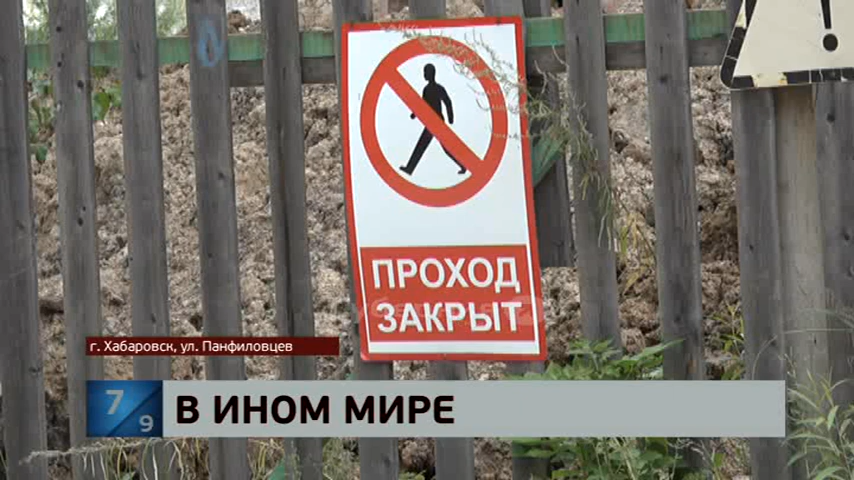 ПРОХОД
ЗАКРЫТ
г. Хабаровск, ул. Панфиловцев
7/9 В ИНОМ МИРЕ